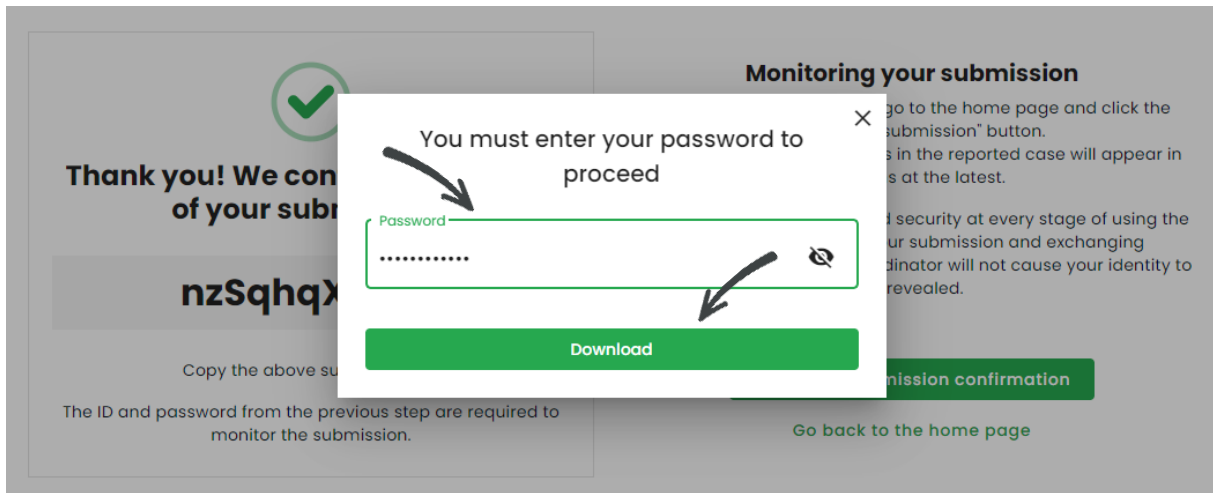 Thank you! We con
of your subr
nzSqhqX
Copy the above su
The ID and password from the previous step are required to
monitor the submission.
You must enter your password to
proceed
Password
••••••••••••
Download
Monitoring your submission
go to the home page and click the
submission" button.
s in the reported case will appear in
s at the latest.
security at every stage of using the
ur submission and exchanging
dinator will not cause your identity to
revealed.
mission confirmation
Go back to the home page